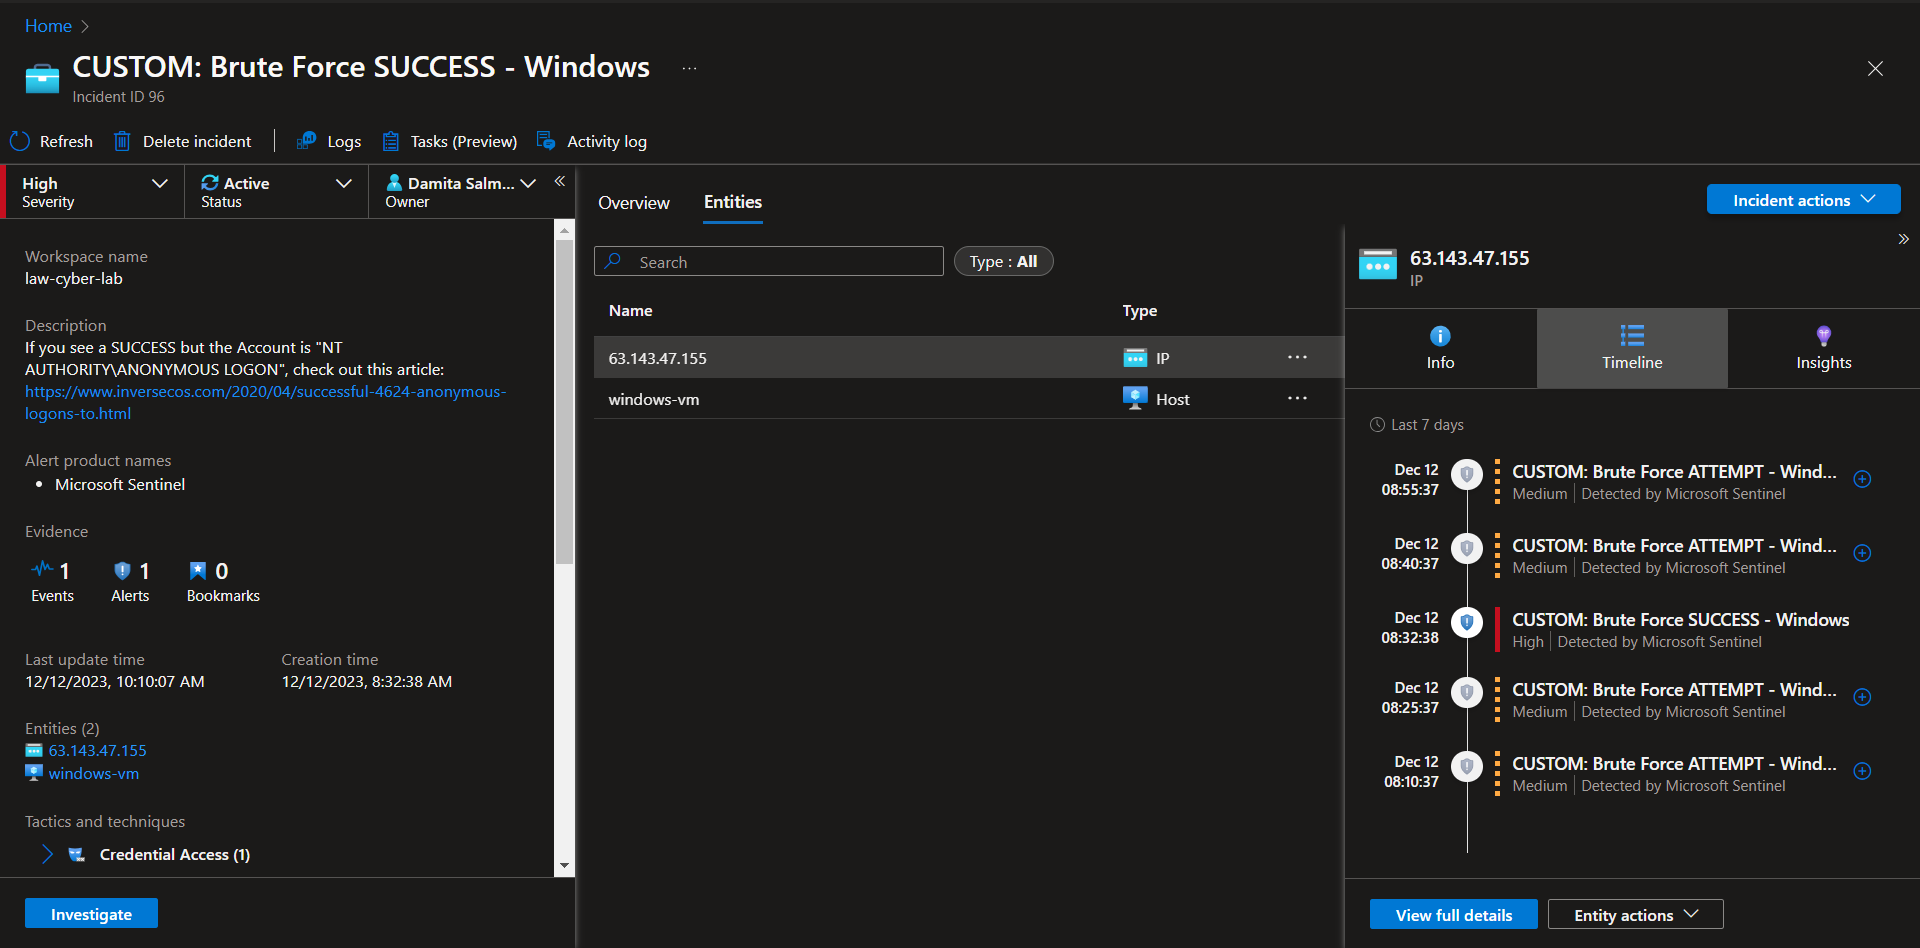 Home
CUSTOM: Brute Force SUCCESS - Windows ...
Incident ID 96
Refresh Delete incident Logs Tasks (Preview) Activity log
High
Severity
Active
Status
Damita Salm...
Owner
Workspace name
law-cyber-lab
Description
If you see a SUCCESS but the Account is "NT
AUTHORITY\ANONYMOUS LOGON", check out this article:
https://www.inversecos.com/2020/04/successful-4624-anonymous-
logons-to.html
Alert product names
• Microsoft Sentinel
Evidence
1
Events
1
Alerts
0
Bookmarks
Last update time
12/12/2023, 10:10:07 AM
Creation time
12/12/2023, 8:32:38 AM
Entities (2)
63.143.47.155
windows-vm
Tactics and techniques
Credential Access (1)
Investigate
Overview Entities
Incident actions
Search
Type : All
Name Type
63.143.47.155 IP ...
windows-vm Host ...
63.143.47.155
IP
Info Timeline Insights
Last 7 days
Dec 12
08:55:37
CUSTOM: Brute Force ATTEMPT - Wind...
Medium | Detected by Microsoft Sentinel
Dec 12
08:40:37
CUSTOM: Brute Force ATTEMPT - Wind...
Medium | Detected by Microsoft Sentinel
Dec 12
08:32:38
CUSTOM: Brute Force SUCCESS - Windows
High | Detected by Microsoft Sentinel
Dec 12
08:25:37
CUSTOM: Brute Force ATTEMPT - Wind...
Medium | Detected by Microsoft Sentinel
Dec 12
08:10:37
CUSTOM: Brute Force ATTEMPT - Wind...
Medium | Detected by Microsoft Sentinel
View full details Entity actions